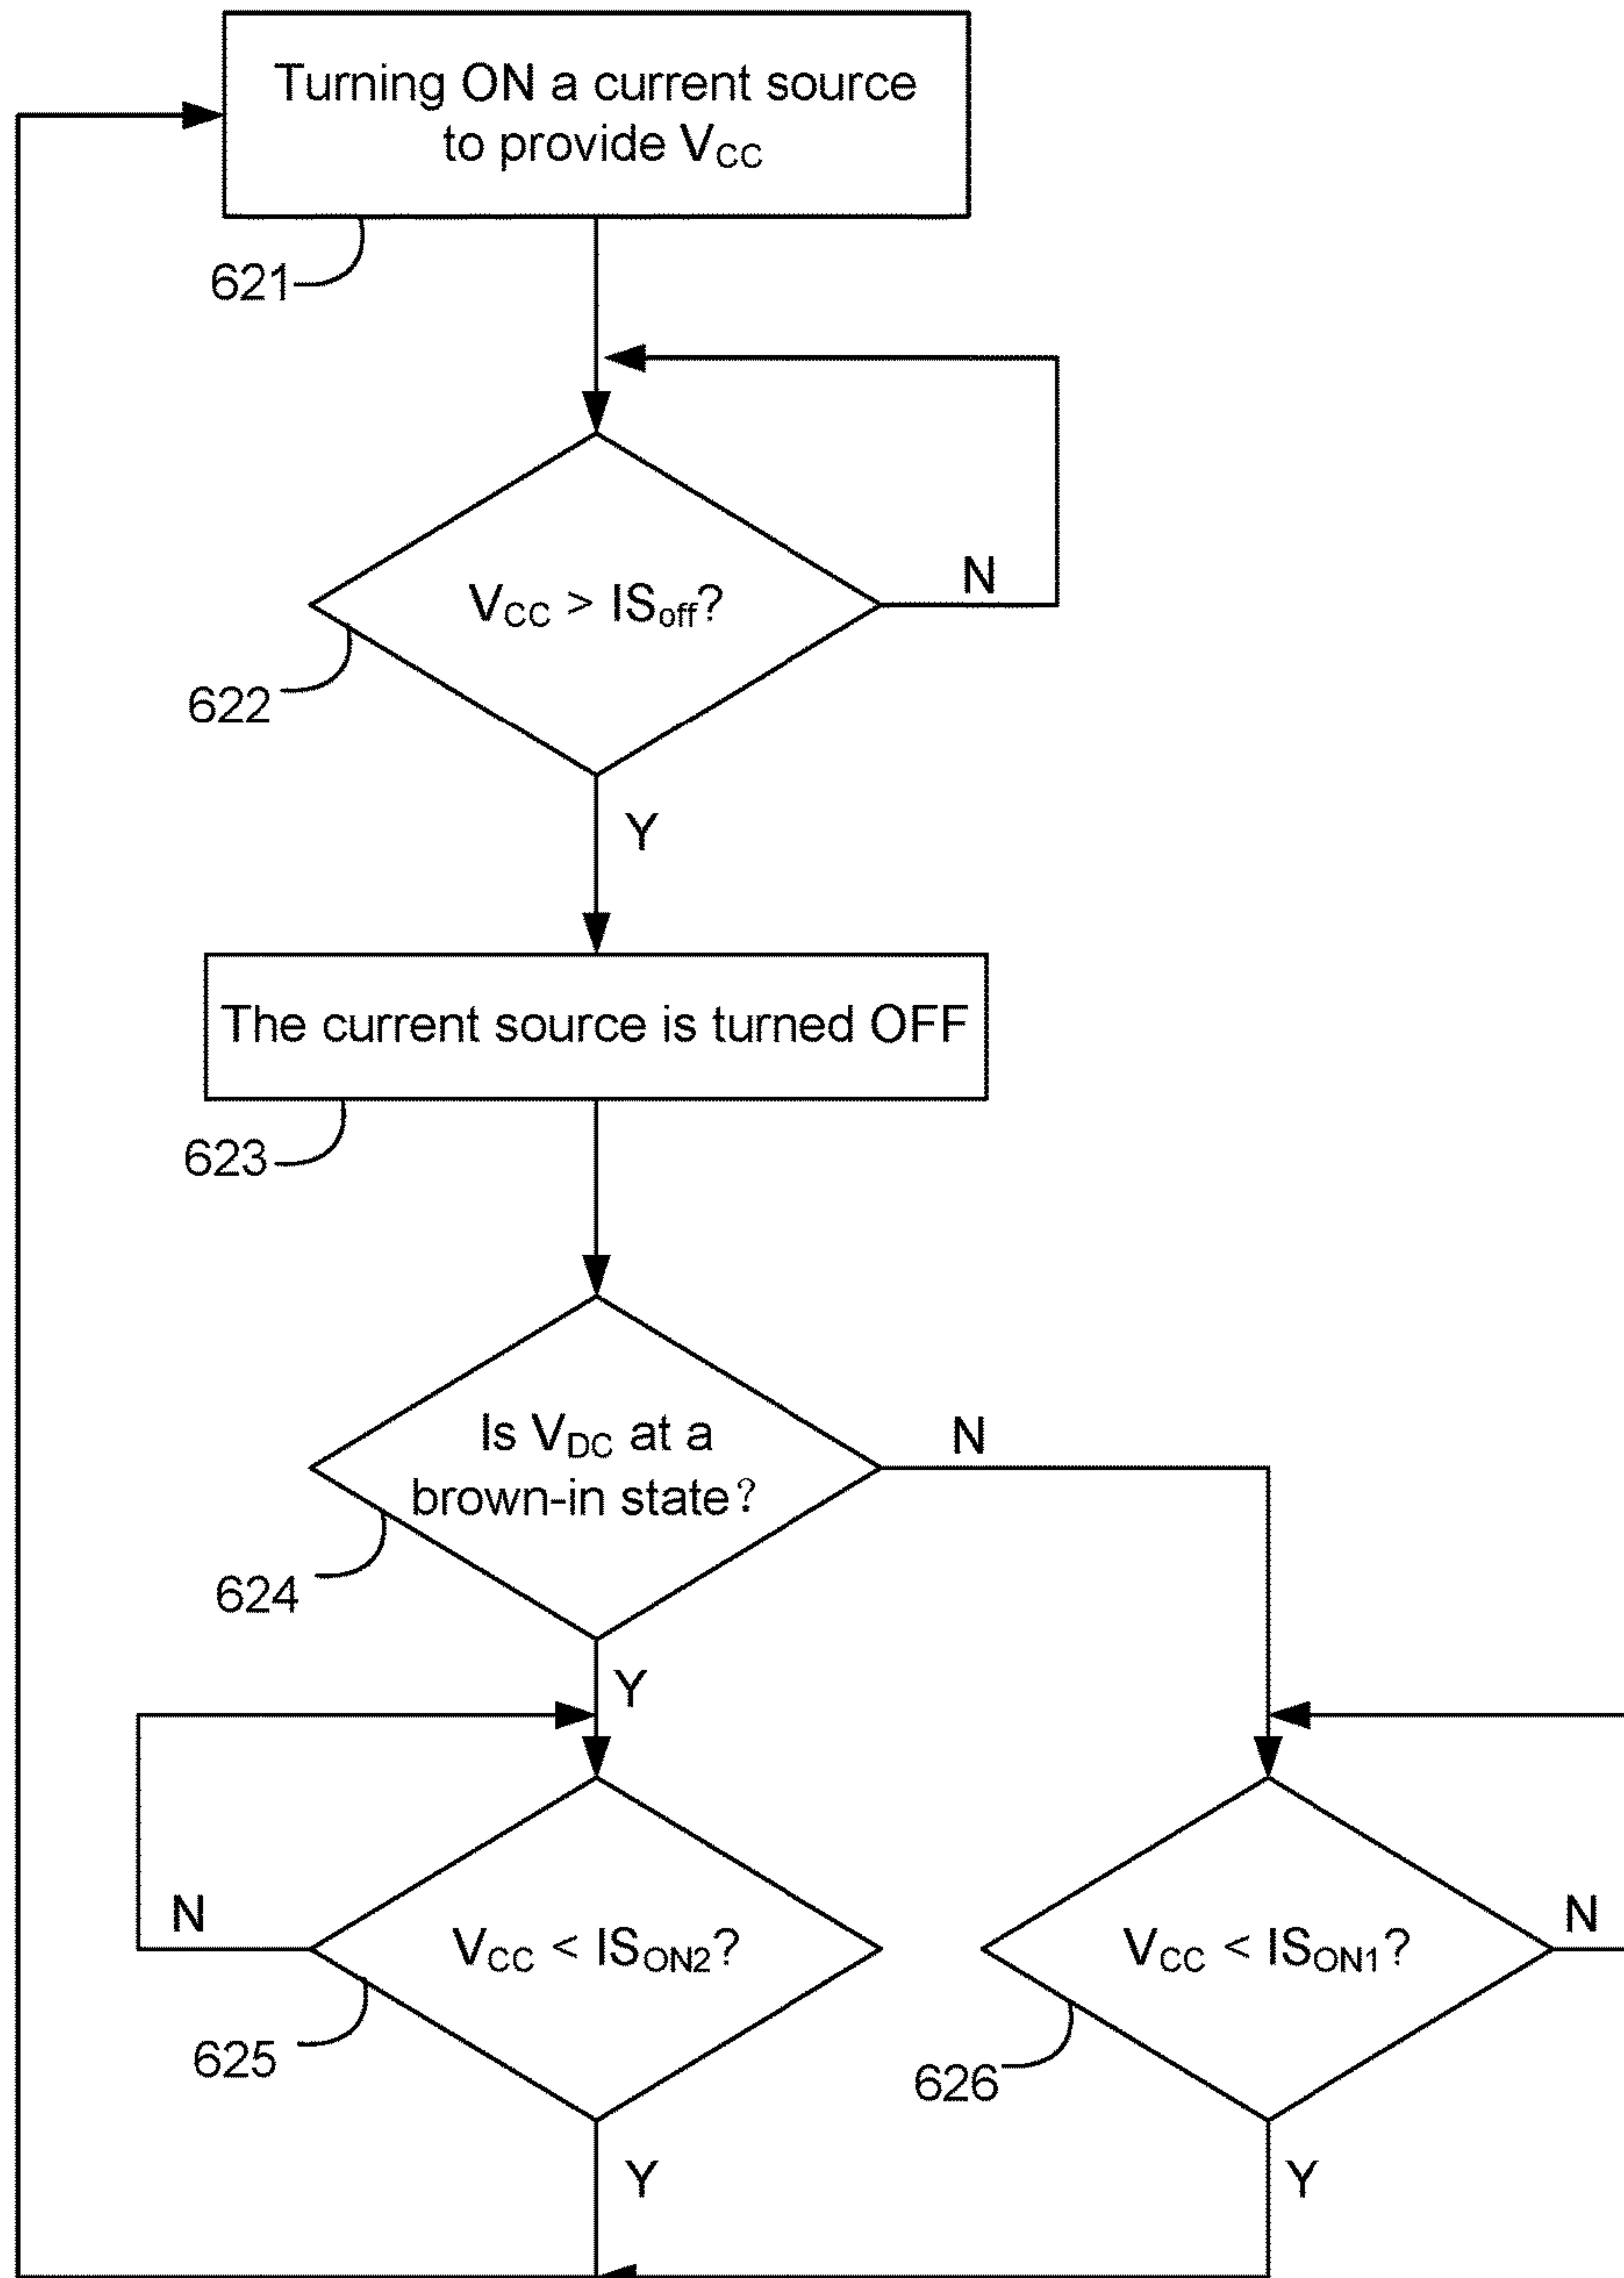 Turning ON a current source
to provide VCC
621
VCC > ISoff?
N
622
Y
The current source is turned OFF
623
Is VDC at a
brown-in state?
N
624
Y
N
VCC < ISON2?
VCC < ISON1?
N
625
626
Y
Y